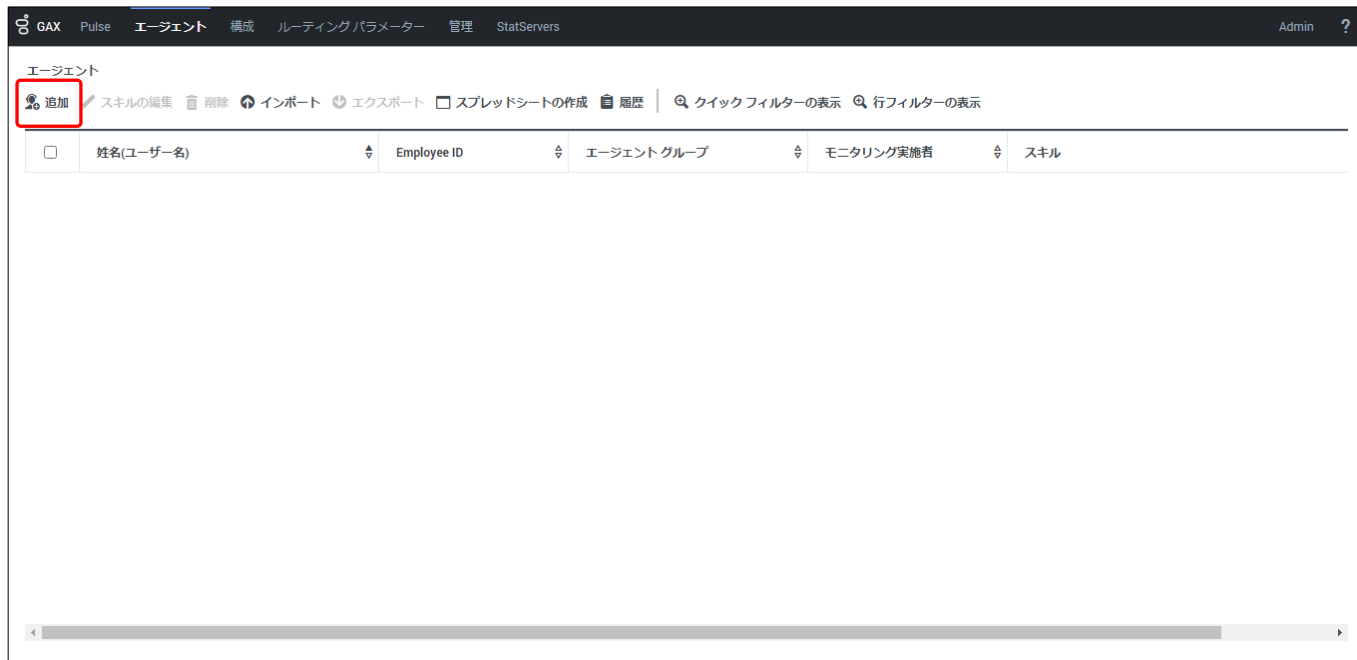 GAX Pulse エージェント 構成 ルーティング パラメーター 管理 StatServers Admin ?
エージェント
追加 スキルの編集 削除 インポート エクスポート スプレッドシートの作成 履歴 クイック フィルターの表示 行フィルターの表示
姓名(ユーザー名) Employee ID エージェント グループ モニタリング実施者 スキル